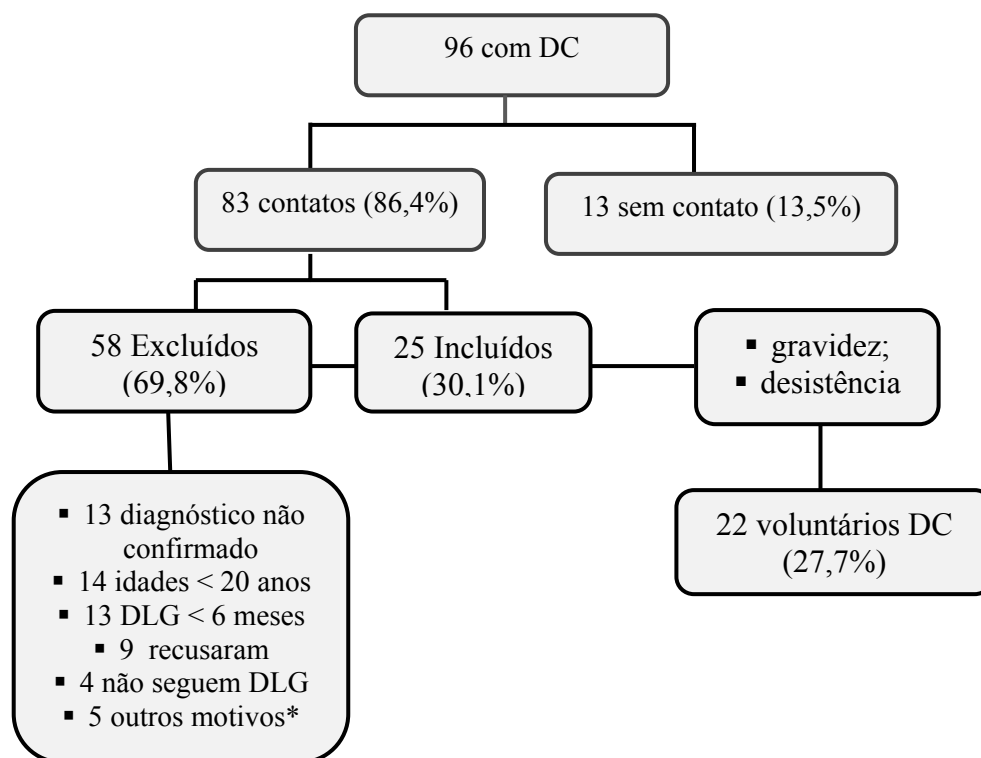 96 com DC
83 contatos (86,4%)
13 sem contato (13,5%)
58 Excluídos
(69,8%)
25 Incluídos
(30,1%)
▪ gravidez;
▪ desistência
▪ 13 diagnóstico não
confirmado
▪ 14 idades < 20 anos
▪ 13 DLG < 6 meses
▪ 9 recusaram
▪ 4 não seguem DLG
▪ 5 outros motivos*
22 voluntários DC
(27,7%)